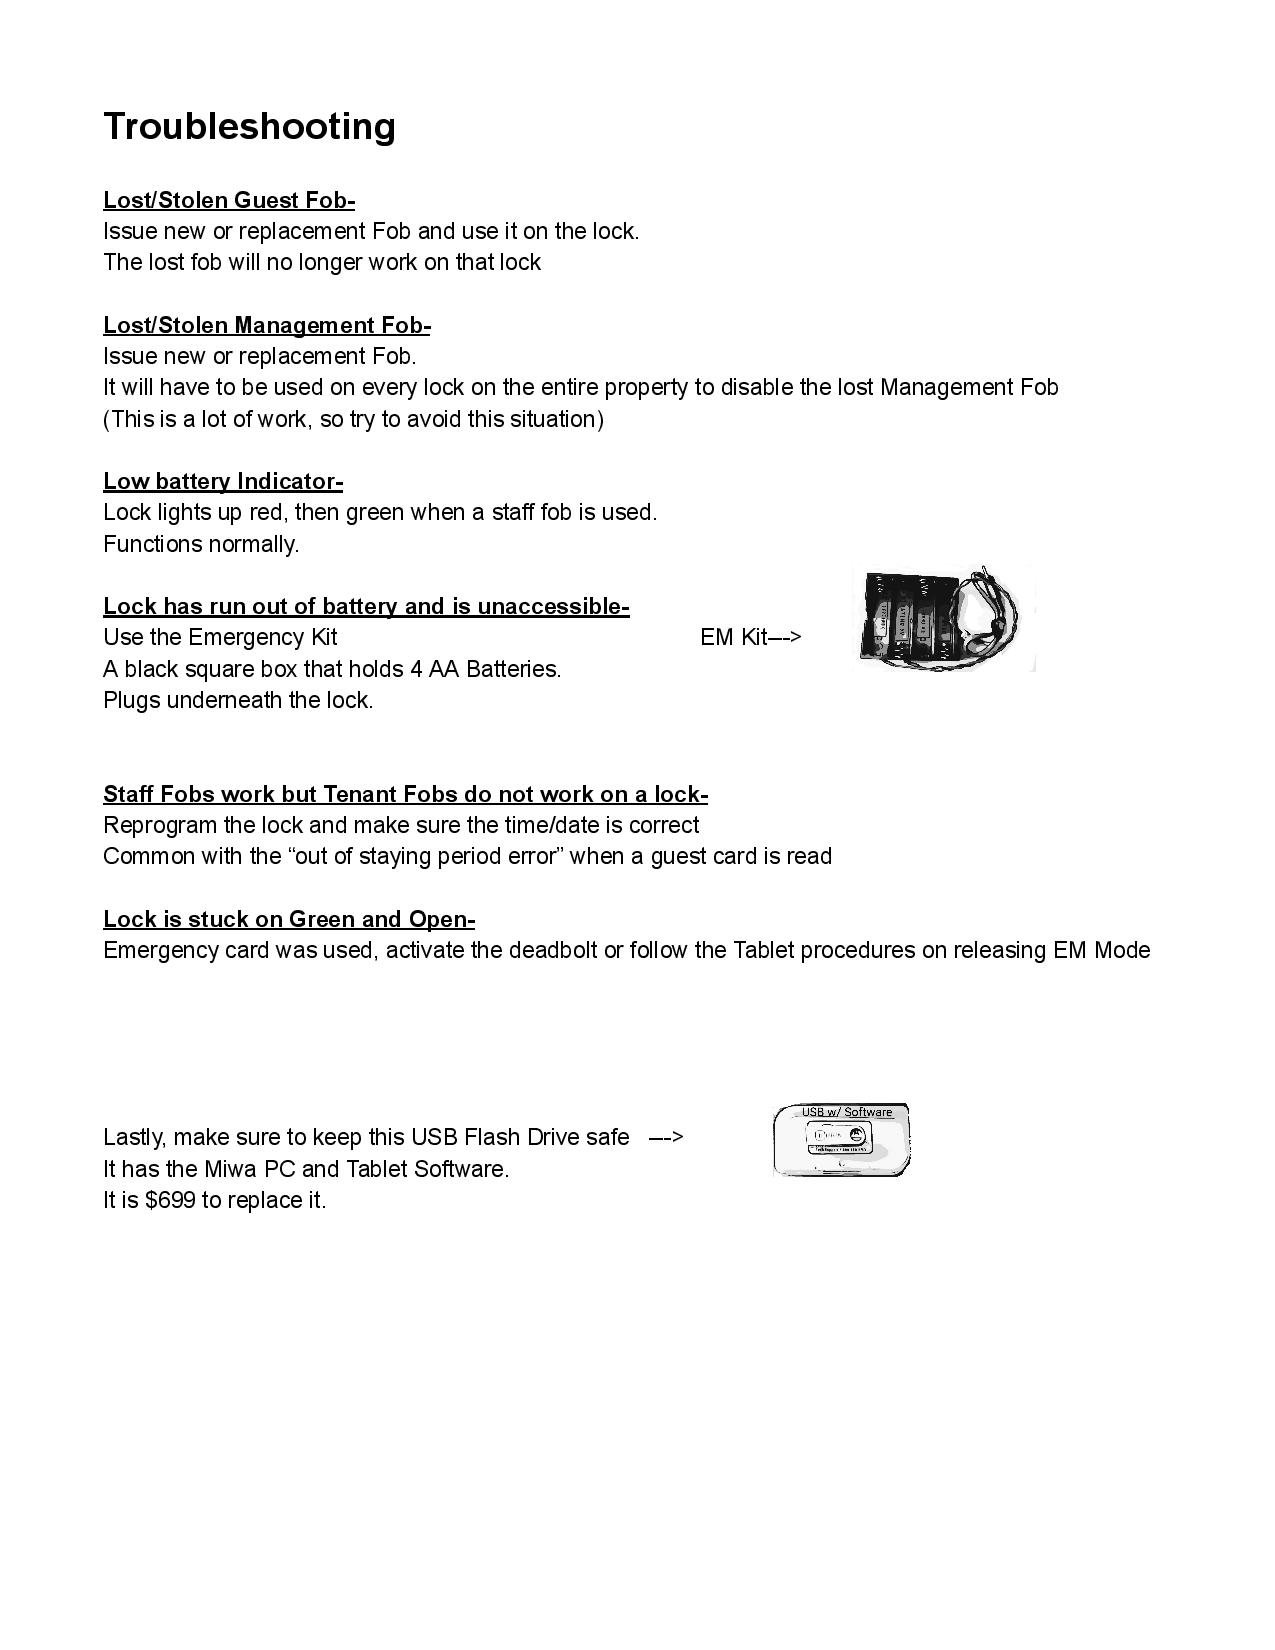 Troubleshooting
Lost/Stolen Guest Fob-
Issue new or replacement Fob and use it on the lock.
The lost fob will no longer work on that lock
Lost/Stolen Management Fob-
Issue new or replacement Fob.
It will have to be used on every lock on the entire property to disable the lost Management Fob
(This is a lot of work, so try to avoid this situation)
Low battery Indicator-
Lock lights up red, then green when a staff fob is used.
Functions normally.
Lock has run out of battery and is unaccessible-
Use the Emergency Kit EM Kit--->
A black square box that holds 4 AA Batteries.
Plugs underneath the lock.
Staff Fobs work but Tenant Fobs do not work on a lock-
Reprogram the lock and make sure the time/date is correct
Common with the “out of staying period error” when a guest card is read
Lock is stuck on Green and Open-
Emergency card was used, activate the deadbolt or follow the Tablet procedures on releasing EM Mode
USB w/ Software
Lastly, make sure to keep this USB Flash Drive safe --->
It has the Miwa PC and Tablet Software.
It is $699 to replace it.